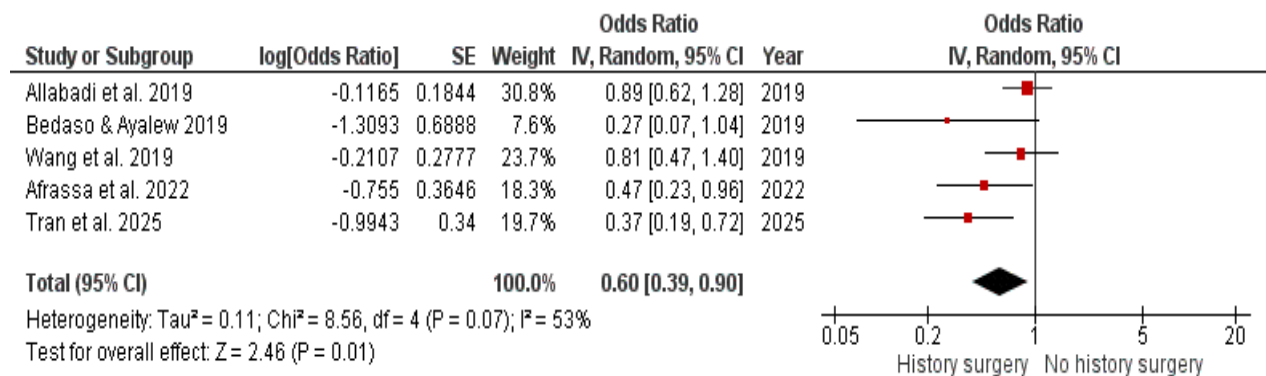 Odds Ratio Odds Ratio
Study or Subgroup log[Odds Ratio] SE Weight IV, Random, 95% CI Year IV, Random, 95% CI
Allabadi et al. 2019 -0.1165 0.1844 30.8% 0.89 [0.62, 1.28] 2019
Bedaso & Ayalew 2019 -1.3093 0.6888 7.6% 0.27 [0.07, 1.04] 2019
Wang et al. 2019 -0.2107 0.2777 23.7% 0.81 [0.47, 1.40] 2019
Afrassa et al. 2022 -0.755 0.3646 18.3% 0.47 [0.23, 0.96] 2022
Tran et al. 2025 -0.9943 0.34 19.7% 0.37 [0.19, 0.72] 2025
Total (95% CI) 100.0% 0.60 [0.39, 0.90]
Heterogeneity: Tau² = 0.11; Chi² = 8.56, df = 4 (P = 0.07); I² = 53%
Test for overall effect: Z = 2.46 (P = 0.01)
0.05 0.2 1 5 20
History surgery No history surgery